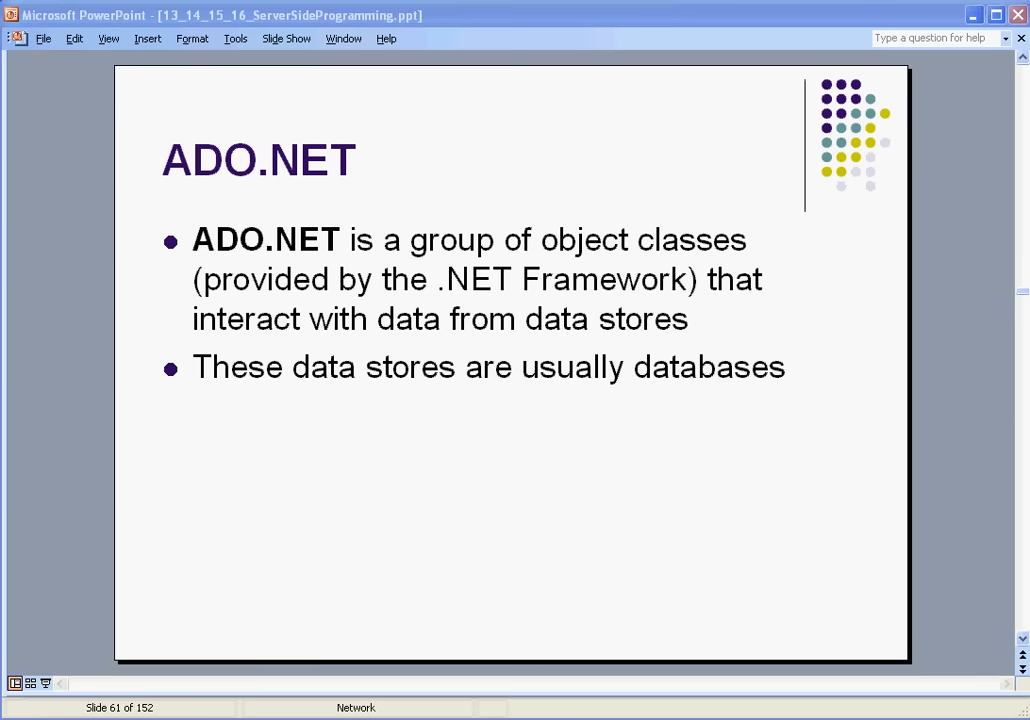 Microsoft PowerPoint - [13_14_15_16_ServerSideProgramming.ppt]
File Edit View Insert Format Tools Slide Show Window Help
Type a question for help
ADO.NET
ADO.NET is a group of object classes
(provided by the .NET Framework) that
interact with data from data stores
These data stores are usually databases
Slide 61 of 152
Network